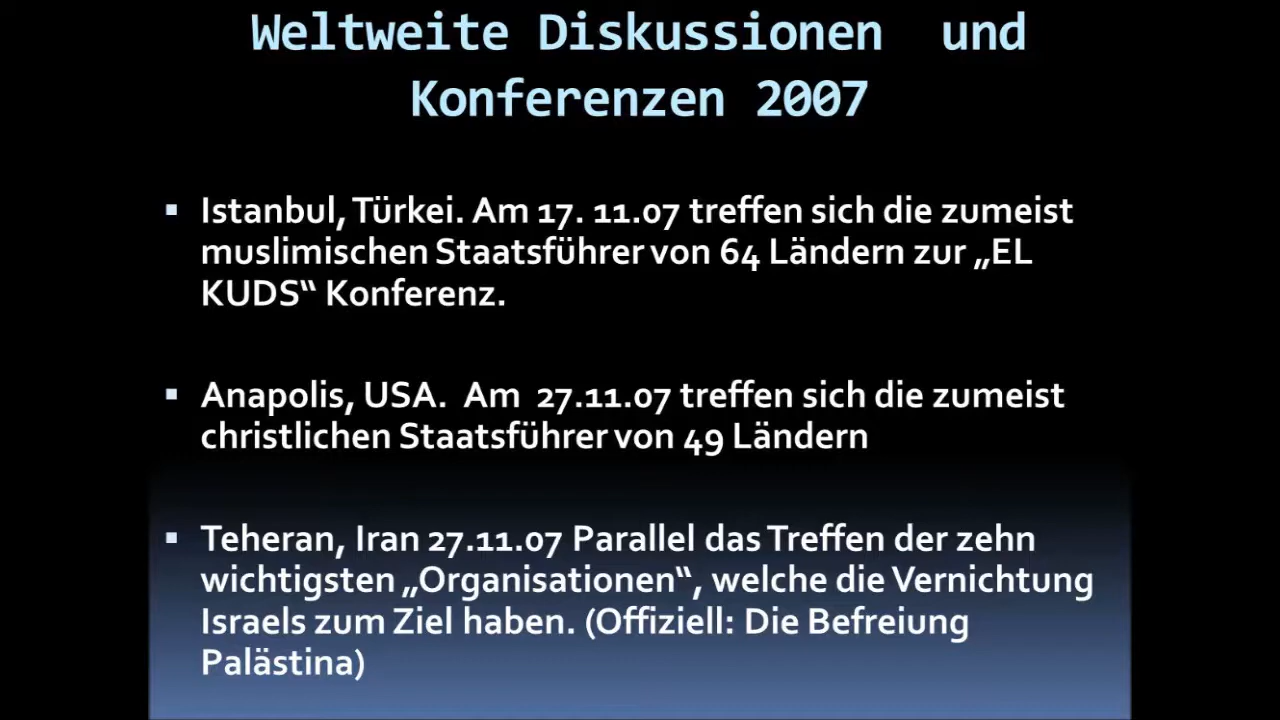 Weltweite Diskussionen und
Konferenzen 2007
Istanbul, Türkei. Am 17. 11.07 treffen sich die zumeist
muslimischen Staatsführer von 64 Ländern zur „EL
KUDS“ Konferenz.
Anapolis, USA. Am 27.11.07 treffen sich die zumeist
christlichen Staatsführer von 49 Ländern
Teheran, Iran 27.11.07 Parallel das Treffen der zehn
wichtigsten „Organisationen“, welche die Vernichtung
Israels zum Ziel haben. (Offiziell: Die Befreiung
Palästina)